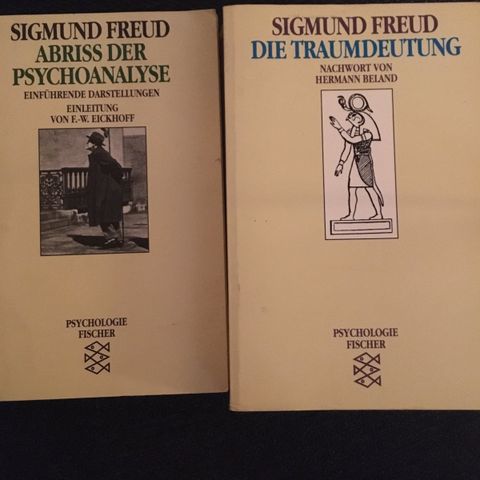 SIGMUND FREUD
ABRISS DER
PSYCHOANALYSE
EINFÜHRENDE DARSTELLUNGEN
EINLEITUNG
VON F.-W. EICKHOFF
PSYCHOLOGIE
FISCHER
SIGMUND FREUD
DIE TRAUMDEUTUNG
NACHWORT VON
HERMANN BELAND
PSYCHOLOGIE
FISCHER